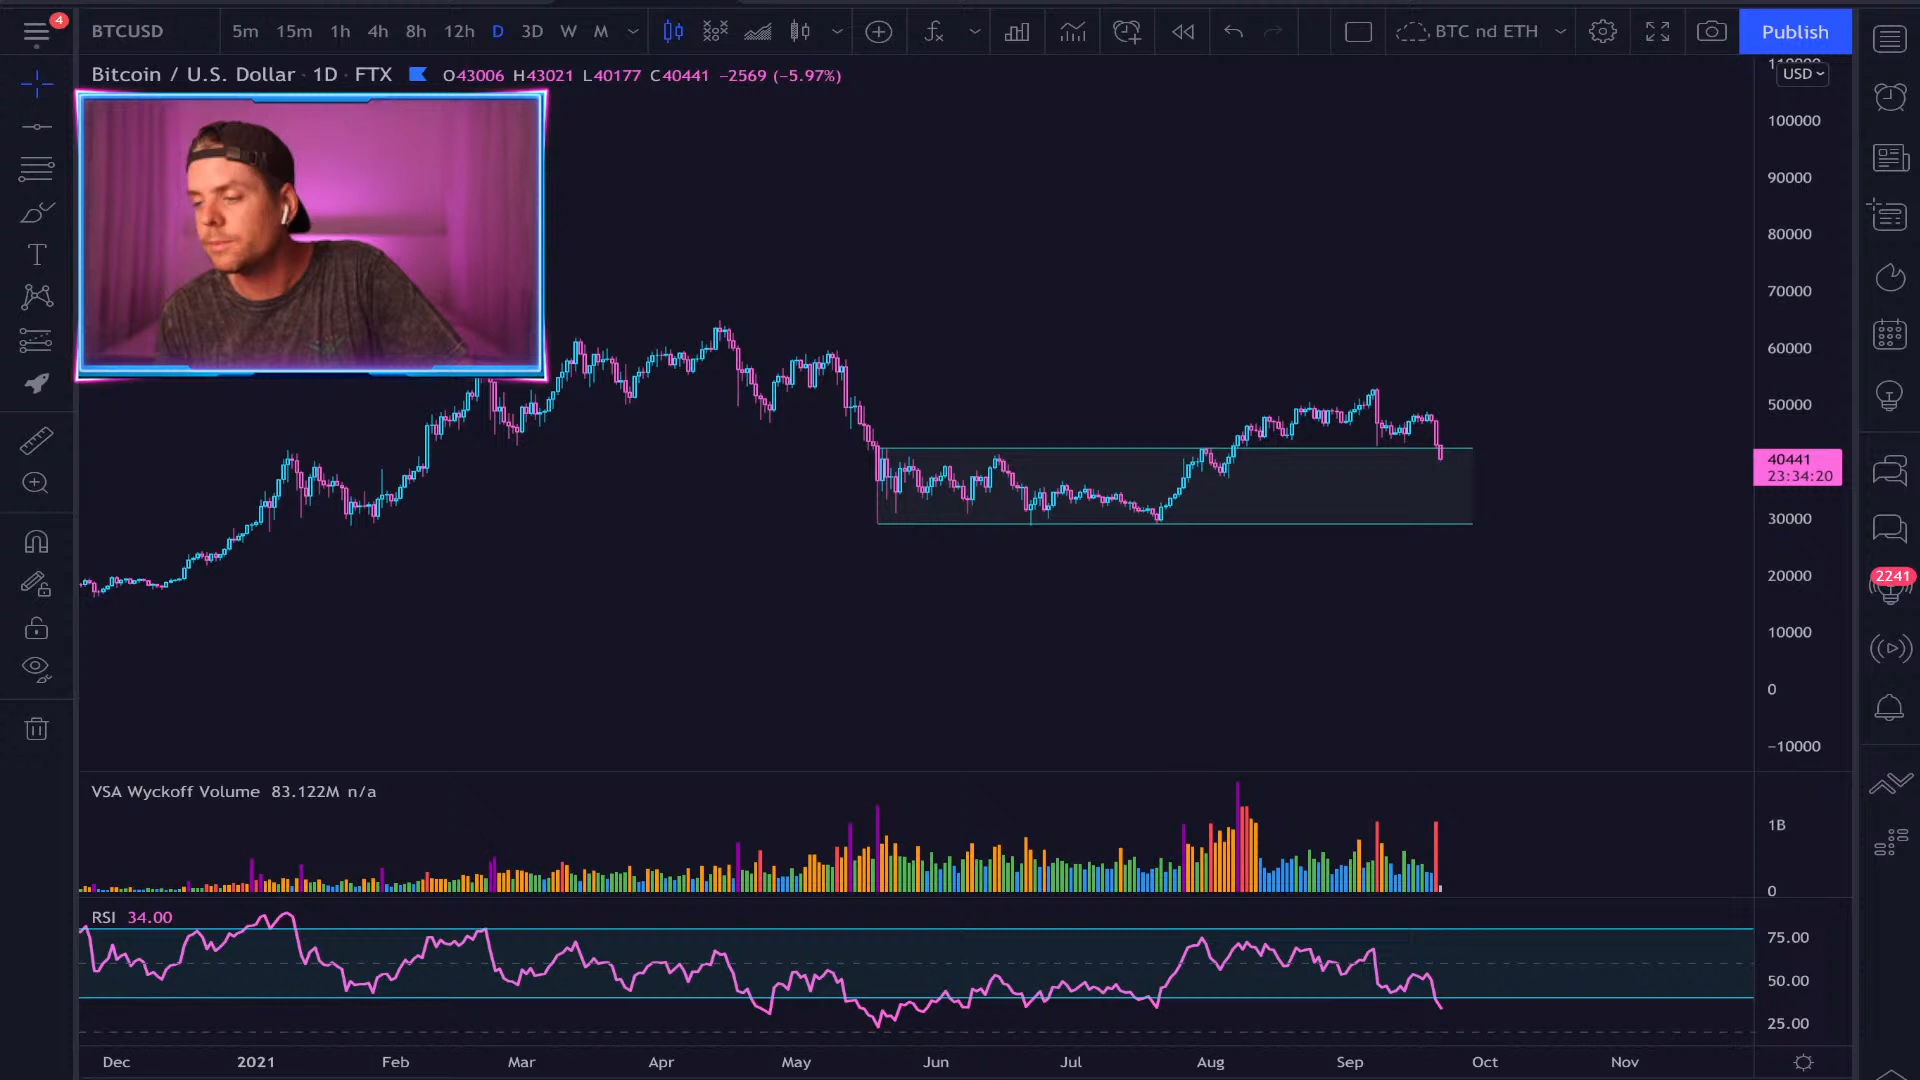 4
BTCUSD
5m 15m 1h 4h 8h 12h D 3D W M
BTC nd ETH
Publish
Bitcoin / U.S. Dollar · 1D · FTX O43006 H43021 L40177 C40441 −2569 (−5.97%)
USD
100000
90000
80000
70000
60000
50000
40441
23:34:20
30000
20000
10000
0
−10000
2241
VSA Wyckoff Volume 83.122M n/a
1B
0
RSI 34.00
75.00
50.00
25.00
Dec 2021 Feb Mar Apr May Jun Jul Aug Sep Oct Nov